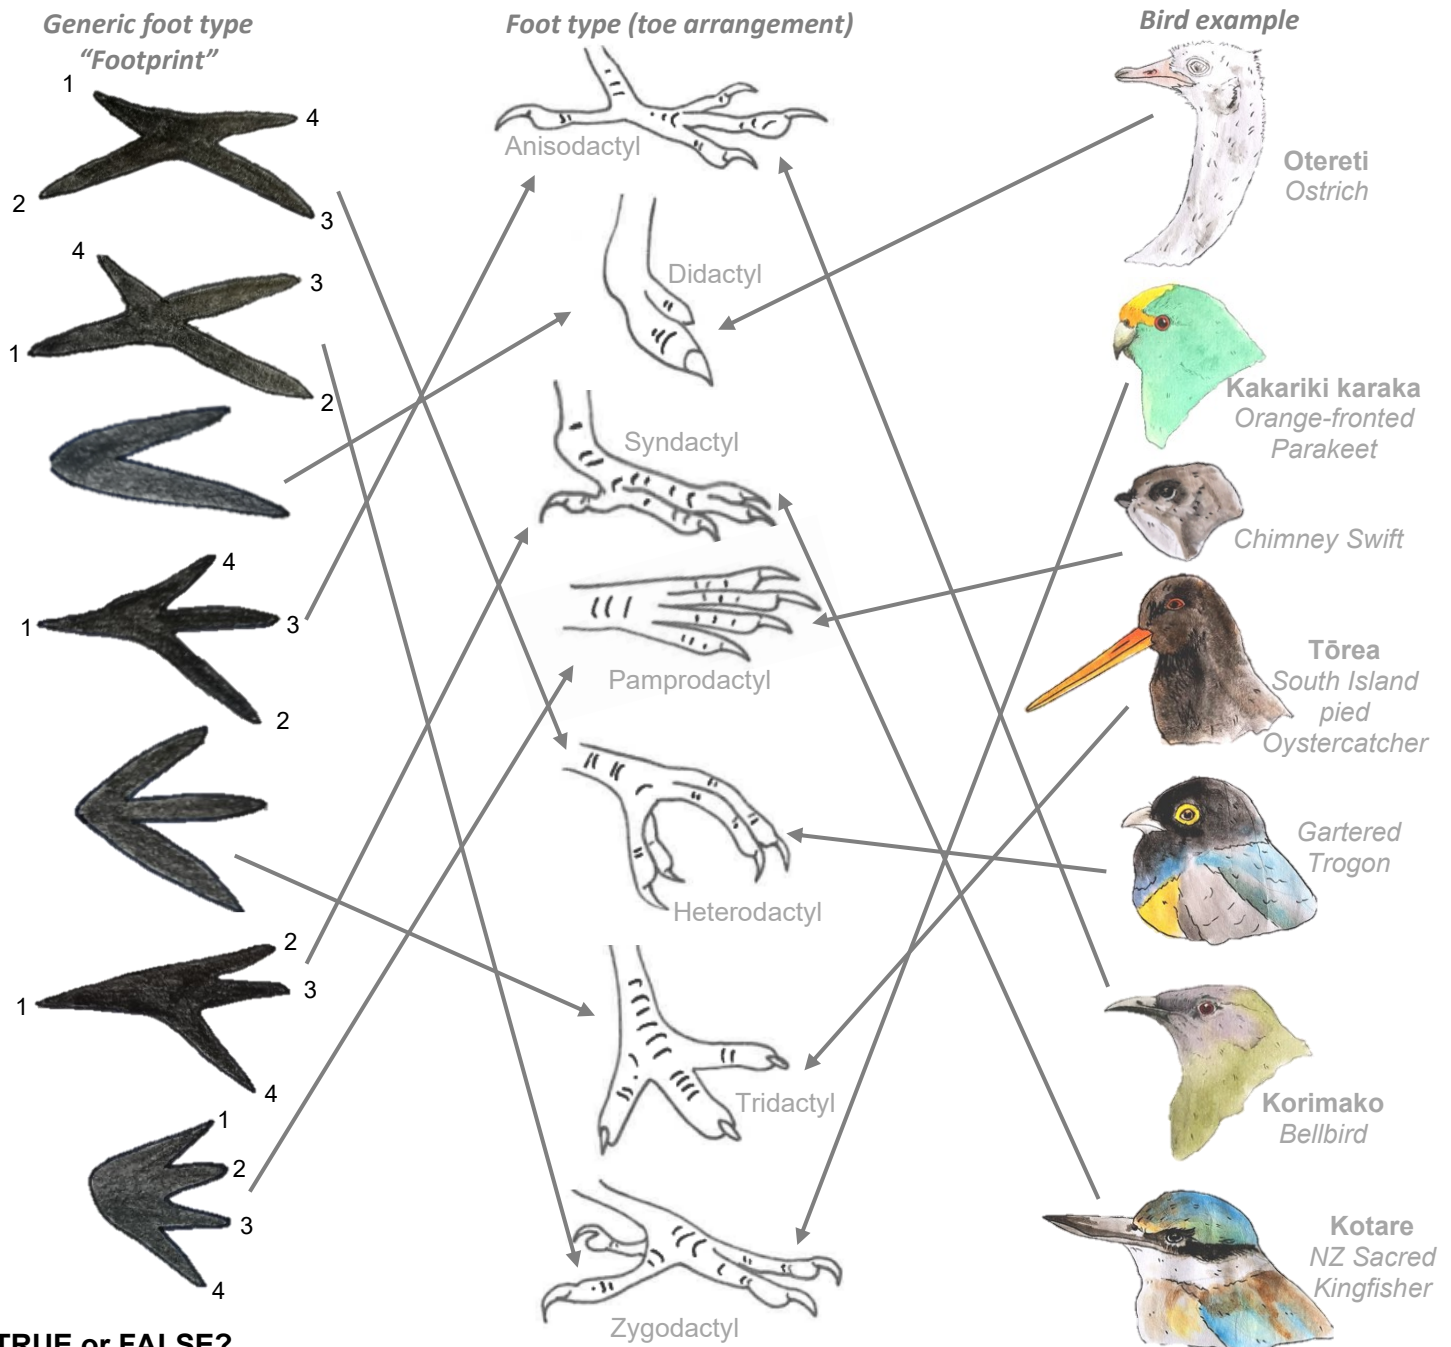 Generic foot type
“Footprint”
Foot type (toe arrangement)
Bird example
1
4
2
3
Anisodactyl
Otereti
Ostrich
4
3
1
2
Didactyl
Kakariki karaka
Orange-fronted
Parakeet
Syndactyl
Chimney Swift
4
1
3
2
Pamprodactyl
Tōrea
South Island
pied
Oystercatcher
Gartered
Trogon
Heterodactyl
2
1
3
4
Tridactyl
Korimako
Bellbird
1
2
3
4
Kotare
NZ Sacred
Kingfisher
Zygodactyl
TRUE or FALSE?